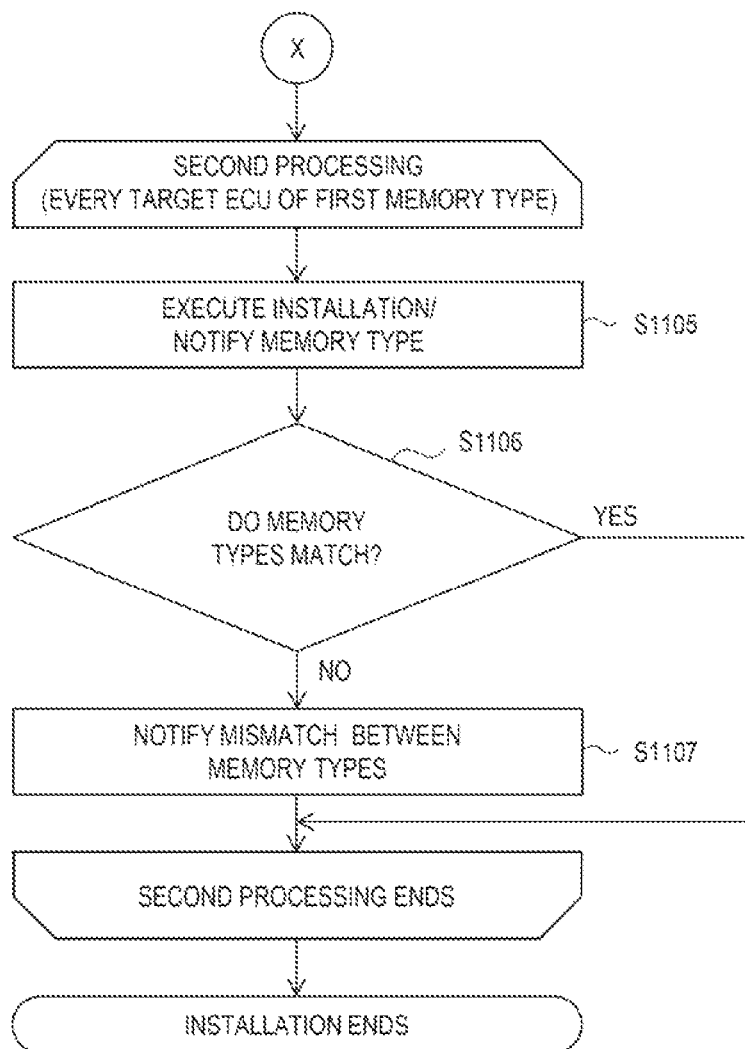 X
SECOND PROCESSING
(EVERY TARGET ECU OF FIRST MEMORY TYPE)
EXECUTE INSTALLATION/
NOTIFY MEMORY TYPE
S1105
S1106
DO MEMORY
TYPES MATCH?
YES
NO
NOTIFY MISMATCH BETWEEN
MEMORY TYPES
S1107
SECOND PROCESSING ENDS
INSTALLATION ENDS